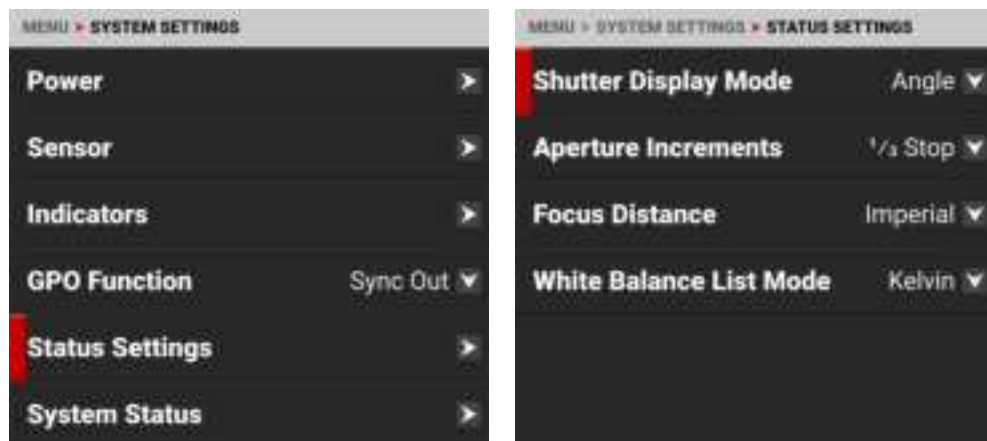 MENU ▸ SYSTEM SETTINGS
Power
Sensor
Indicators
GPO Function Sync Out
Status Settings
System Status
MENU ▸ SYSTEM SETTINGS ▸ STATUS SETTINGS
Shutter Display Mode Angle
Aperture Increments 1/3 Stop
Focus Distance Imperial
White Balance List Mode Kelvin